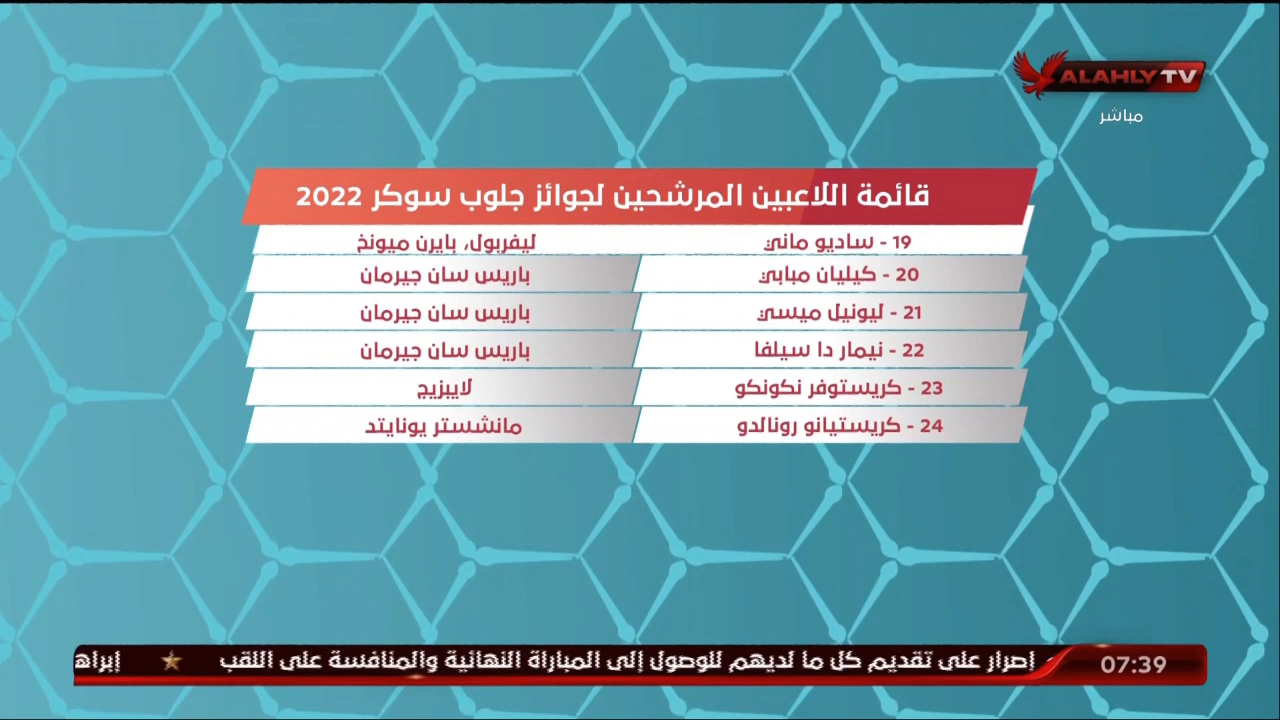 ALAHLY TV
مباشر
قائمة اللاعبين المرشحين لجوائز جلوب سوكر 2022
19 - ساديو ماني ليفربول، بايرن ميونخ
20 - كيليان مبابي باريس سان جيرمان
21 - ليونيل ميسي باريس سان جيرمان
22 - نيمار دا سيلفا باريس سان جيرمان
23 - كريستوفر نكونكو لايبزيج
24 - كريستيانو رونالدو مانشستر يونايتد
07:39
إصرار على تقديم كل ما لديهم للوصول إلى المباراة النهائية والمنافسة على اللقب